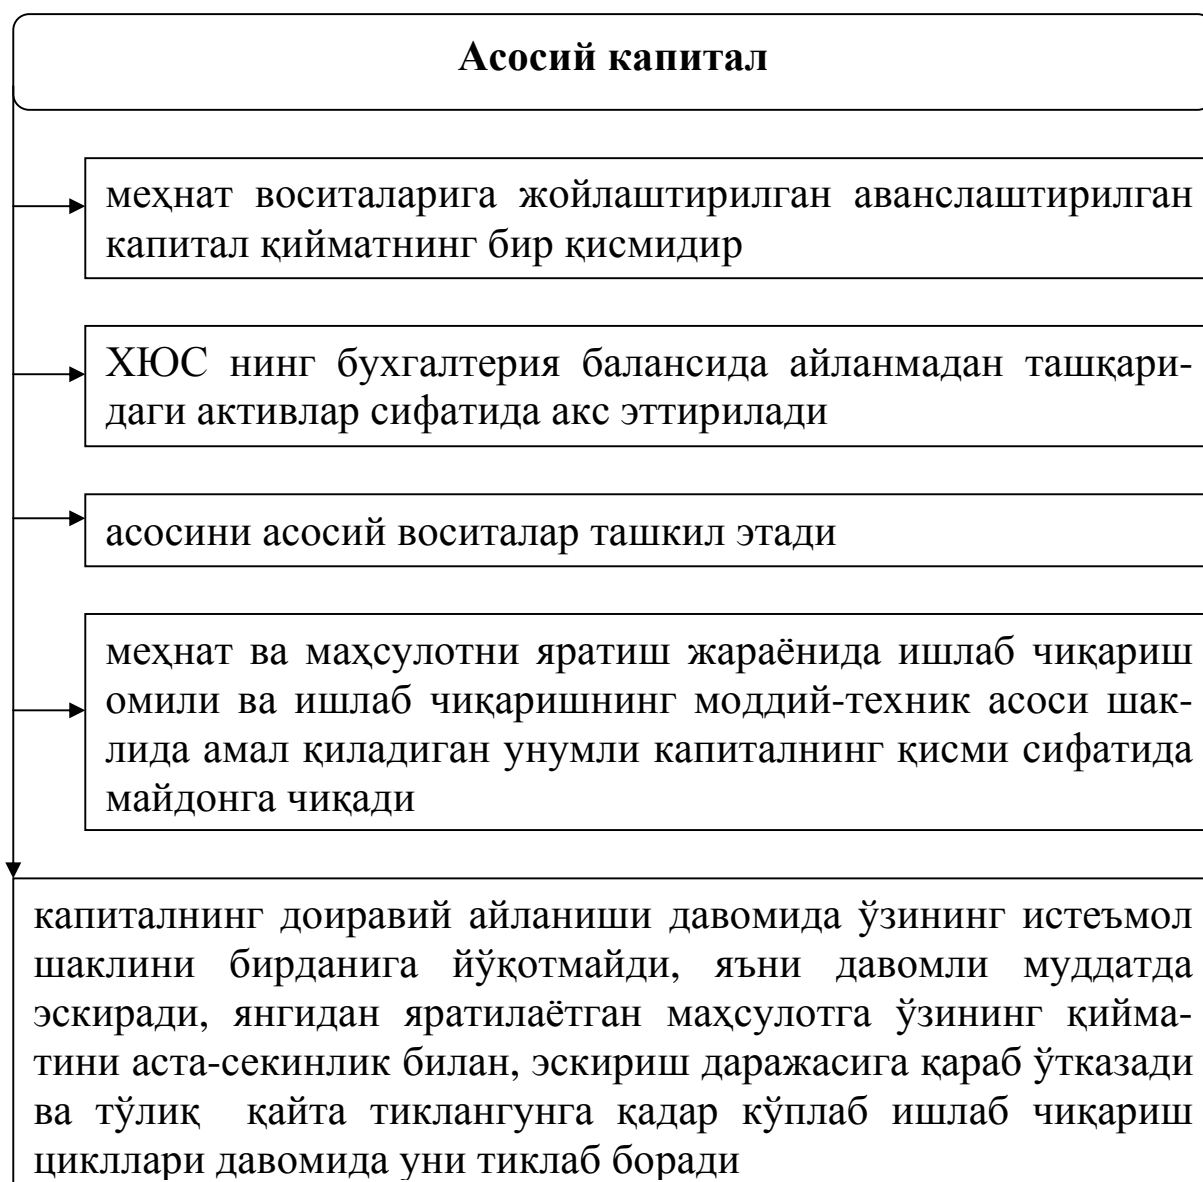 Асосий капитал
меҳнат воситаларига жойлаштирилган аванслаштирилган
капитал қийматнинг бир қисмидир
ХЮС нинг бухгалтерия балансида айланмадан ташқари-
даги активлар сифатида акс эттирилади
асосини асосий воситалар ташкил этади
меҳнат ва маҳсулотни яратиш жараёнида ишлаб чиқариш
омили ва ишлаб чиқаришнинг моддий-техник асоси шак-
лида амал қиладиган унумли капиталнинг қисми сифатида
майдонга чиқади
капиталнинг доиравий айланиши давомида ўзининг истеъмол
шаклини бирданига йўқотмайди, яъни давомли муддатда
эскиради, янгидан яратилаётган маҳсулотга ўзининг қийма-
тини аста-секинлик билан, эскириш даражасига қараб ўтказади
ва тўлиқ қайта тиклангунга қадар кўплаб ишлаб чиқариш
цикллари давомида уни тиклаб боради